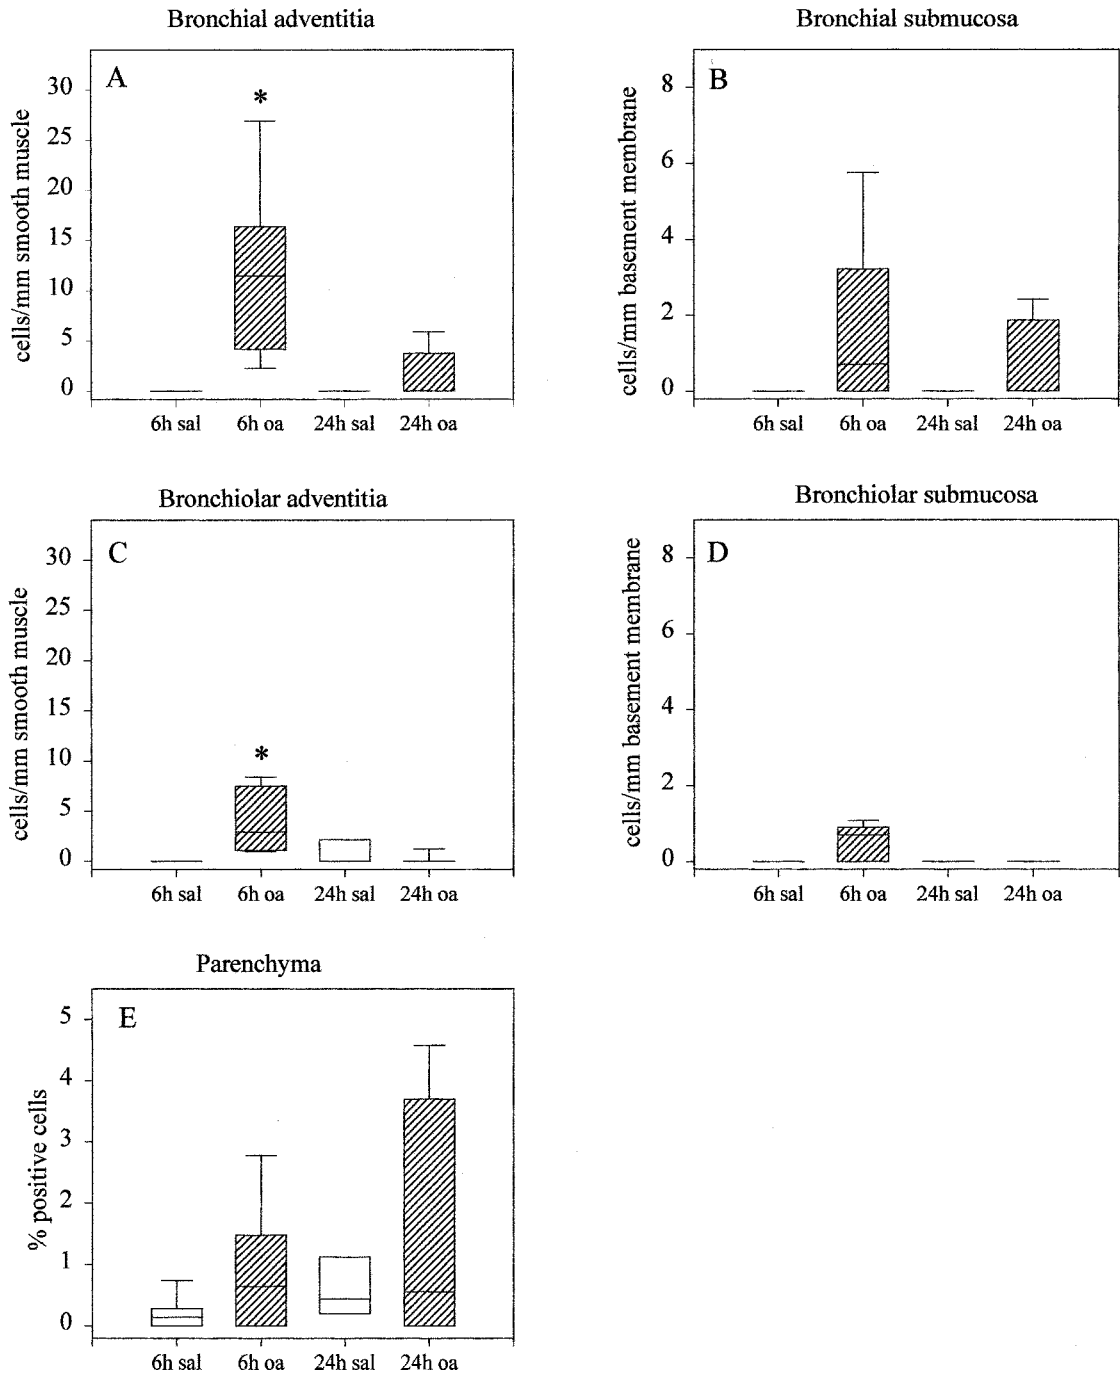 Bronchial adventitia
A
*
cells/mm smooth muscle
30
25
20
15
10
5
0
6h sal 6h oa 24h sal 24h oa
Bronchial submucosa
B
cells/mm basement membrane
8
6
4
2
0
6h sal 6h oa 24h sal 24h oa
Bronchiolar adventitia
C
*
cells/mm smooth muscle
30
25
20
15
10
5
0
6h sal 6h oa 24h sal 24h oa
Bronchiolar submucosa
D
cells/mm basement membrane
8
6
4
2
0
6h sal 6h oa 24h sal 24h oa
Parenchyma
E
% positive cells
5
4
3
2
1
0
6h sal 6h oa 24h sal 24h oa